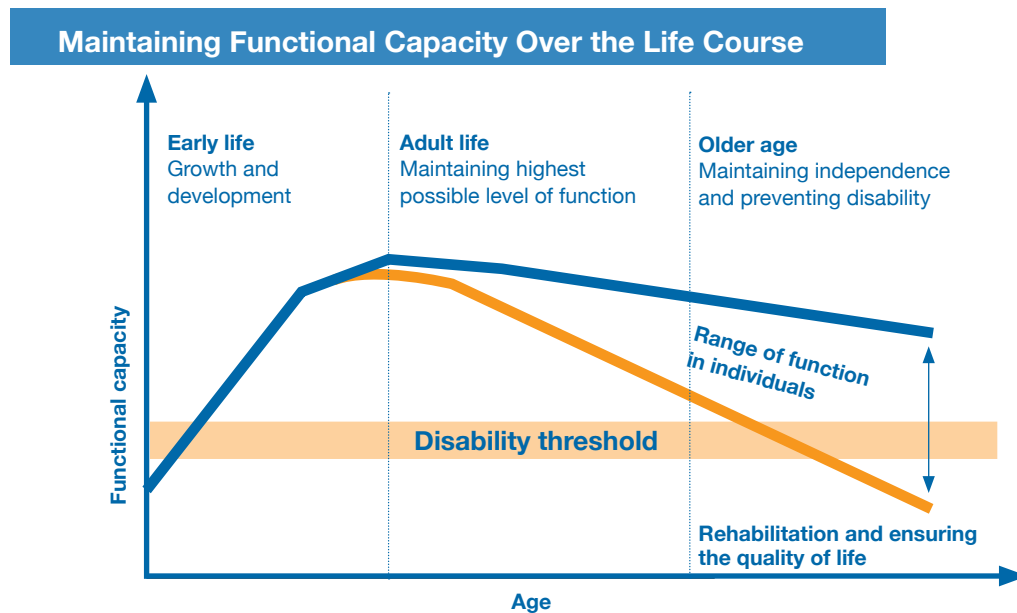 Maintaining Functional Capacity Over the Life Course
Early life
Growth and
development
Adult life
Maintaining highest
possible level of function
Older age
Maintaining independence
and preventing disability
Functional capacity
Range of function
in individuals
Disability threshold
Rehabilitation and ensuring
the quality of life
Age